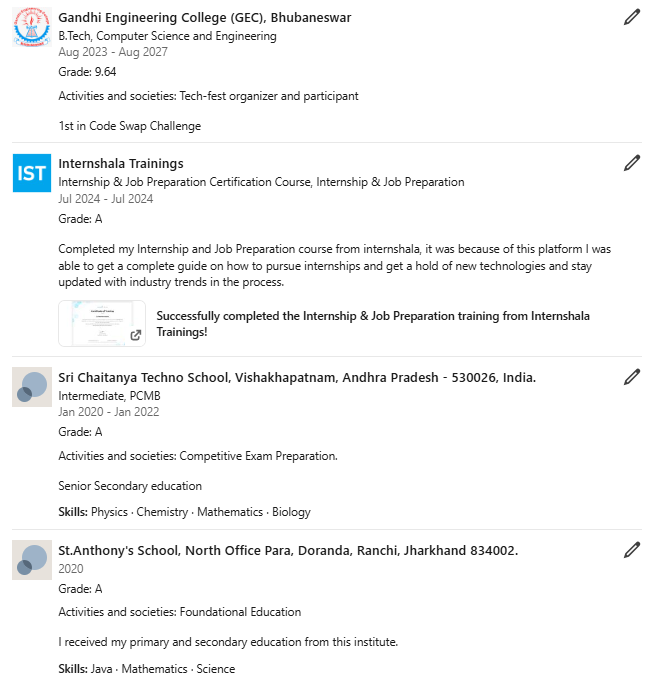 Gandhi Engineering College (GEC), Bhubaneswar
B.Tech, Computer Science and Engineering
Aug 2023 - Aug 2027
Grade: 9.64
Activities and societies: Tech-fest organizer and participant
1st in Code Swap Challenge
IST
Internshala Trainings
Internship & Job Preparation Certification Course, Internship & Job Preparation
Jul 2024 - Jul 2024
Grade: A
Completed my Internship and Job Preparation course from internshala, it was because of this platform I was
able to get a complete guide on how to pursue internships and get a hold of new technologies and stay
updated with industry trends in the process.
Successfully completed the Internship & Job Preparation training from Internshala
Trainings!
Sri Chaitanya Techno School, Vishakhapatnam, Andhra Pradesh - 530026, India.
Intermediate, PCMB
Jan 2020 - Jan 2022
Grade: A
Activities and societies: Competitive Exam Preparation.
Senior Secondary education
Skills: Physics · Chemistry · Mathematics · Biology
St.Anthony's School, North Office Para, Doranda, Ranchi, Jharkhand 834002.
2020
Grade: A
Activities and societies: Foundational Education
I received my primary and secondary education from this institute.
Skills: Java · Mathematics · Science